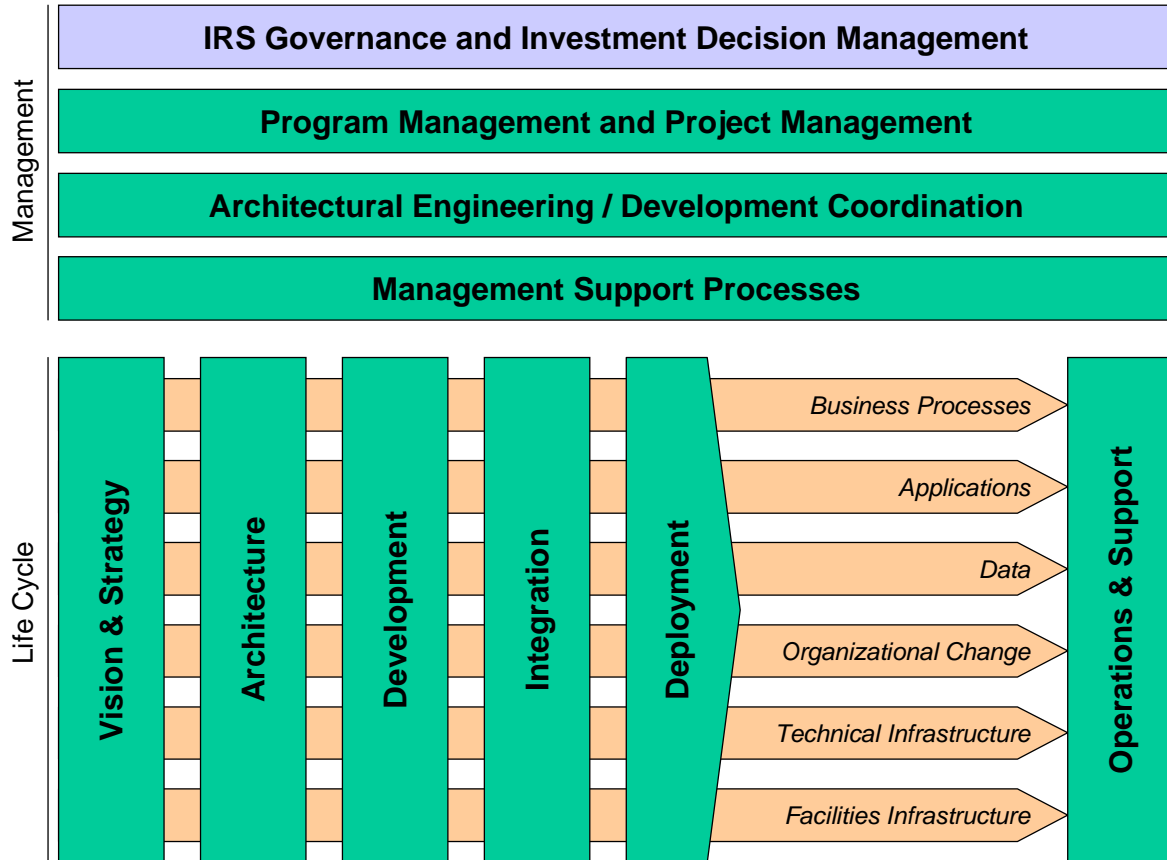 Management
IRS Governance and Investment Decision Management
Program Management and Project Management
Architectural Engineering / Development Coordination
Management Support Processes
Life Cycle
Vision & Strategy
Architecture
Development
Integration
Deployment
Business Processes
Applications
Data
Organizational Change
Technical Infrastructure
Facilities Infrastructure
Operations & Support